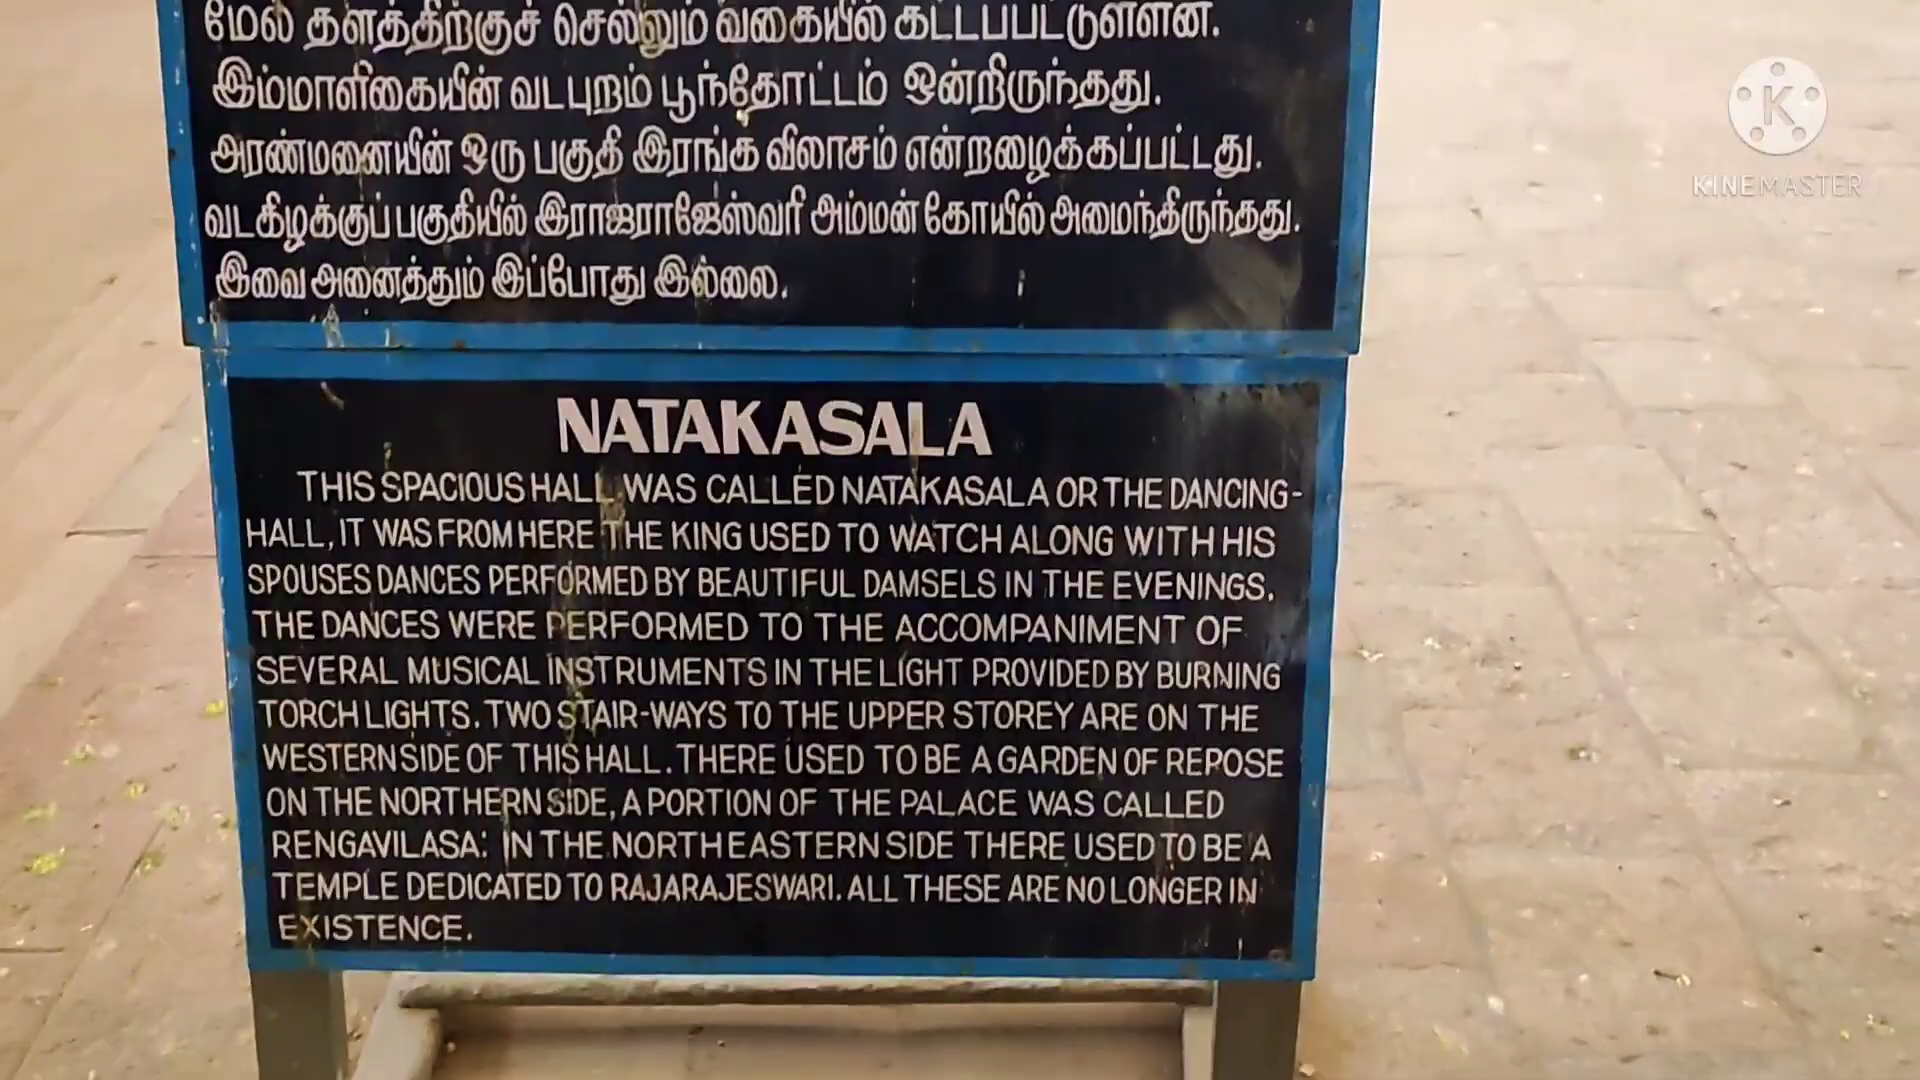 மேல் தளத்திற்குச் செல்லும் வகையில் கட்டப்பட்டுள்ளன.
இம்மாளிகையின் வடபுறம் பூந்தோட்டம் ஒன்றிருந்தது.
அரண்மனையின் ஒரு பகுதி இரங்க விலாசம் என்றழைக்கப்பட்டது.
வடகிழக்குப் பகுதியில் இராஜராஜேஸ்வரி அம்மன் கோயில் அமைந்திருந்தது.
இவை அனைத்தும் இப்போது இல்லை.
NATAKASALA
THIS SPACIOUS HALL WAS CALLED NATAKASALA OR THE DANCING-
HALL, IT WAS FROM HERE THE KING USED TO WATCH ALONG WITH HIS
SPOUSES DANCES PERFORMED BY BEAUTIFUL DAMSELS IN THE EVENINGS.
THE DANCES WERE PERFORMED TO THE ACCOMPANIMENT OF
SEVERAL MUSICAL INSTRUMENTS IN THE LIGHT PROVIDED BY BURNING
TORCH LIGHTS. TWO STAIR-WAYS TO THE UPPER STOREY ARE ON THE
WESTERN SIDE OF THIS HALL. THERE USED TO BE A GARDEN OF REPOSE
ON THE NORTHERN SIDE, A PORTION OF THE PALACE WAS CALLED
RENGAVILASA: IN THE NORTH EASTERN SIDE THERE USED TO BE A
TEMPLE DEDICATED TO RAJARAJESWARI. ALL THESE ARE NO LONGER IN
EXISTENCE.
K
KINEMASTER